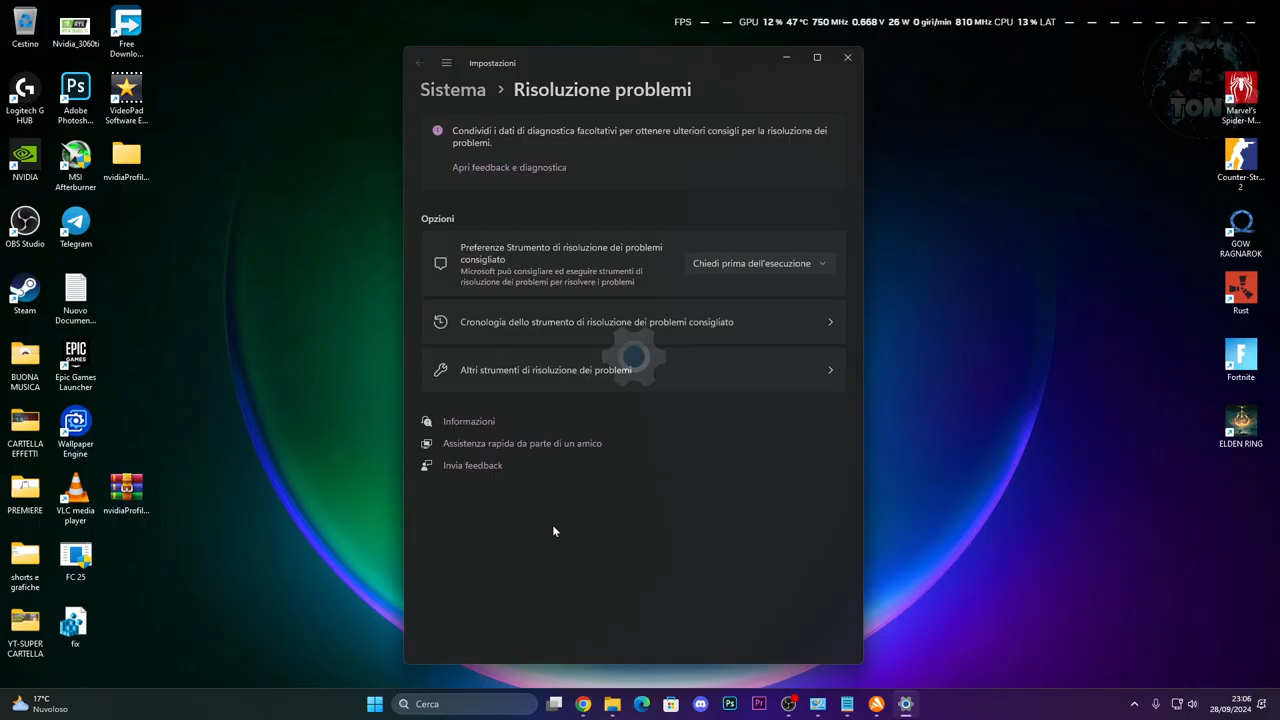 FPS — — GPU 12 % 47 °C 750 MHz 0.668 V 26 W 0 giri/min 810 MHz CPU 13 % LAT — — — — — — — —
Cestino
Nvidia_3060ti
Free
Downlo...
Logitech G
HUB
Adobe
Photosh...
VideoPad
Software E...
NVIDIA
MSI
Afterburner
nvidiaProfil...
OBS Studio
Telegram
Steam
Nuovo
Documen...
BUONA
MUSICA
Epic Games
Launcher
CARTELLA
EFFETTI
Wallpaper
Engine
PREMIERE
VLC media
player
nvidiaProfil...
shorts e
grafiche
FC 25
YT-SUPER
CARTELLA
fix
Impostazioni
Sistema > Risoluzione problemi
Condividi i dati di diagnostica facoltativi per ottenere ulteriori consigli per la risoluzione dei
problemi.
Apri feedback e diagnostica
Opzioni
Preferenze Strumento di risoluzione dei problemi
consigliato
Microsoft può consigliare ed eseguire strumenti di
risoluzione dei problemi per risolvere i problemi
Chiedi prima dell'esecuzione
Cronologia dello strumento di risoluzione dei problemi consigliato
Altri strumenti di risoluzione dei problemi
Informazioni
Assistenza rapida da parte di un amico
Invia feedback
Marvel's
Spider-M...
Counter-Str...
2
GOW
RAGNAROK
Rust
Fortnite
ELDEN RING
17°C
Nuvoloso
Cerca
23:06
28/09/2024